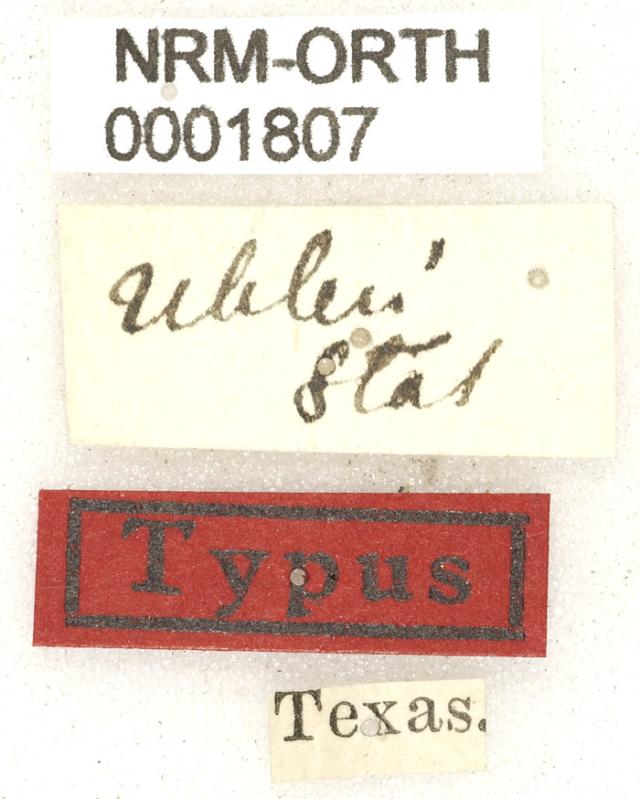 NRM-ORTH
0001807
Uhleri
Stål
Typus
Texas.